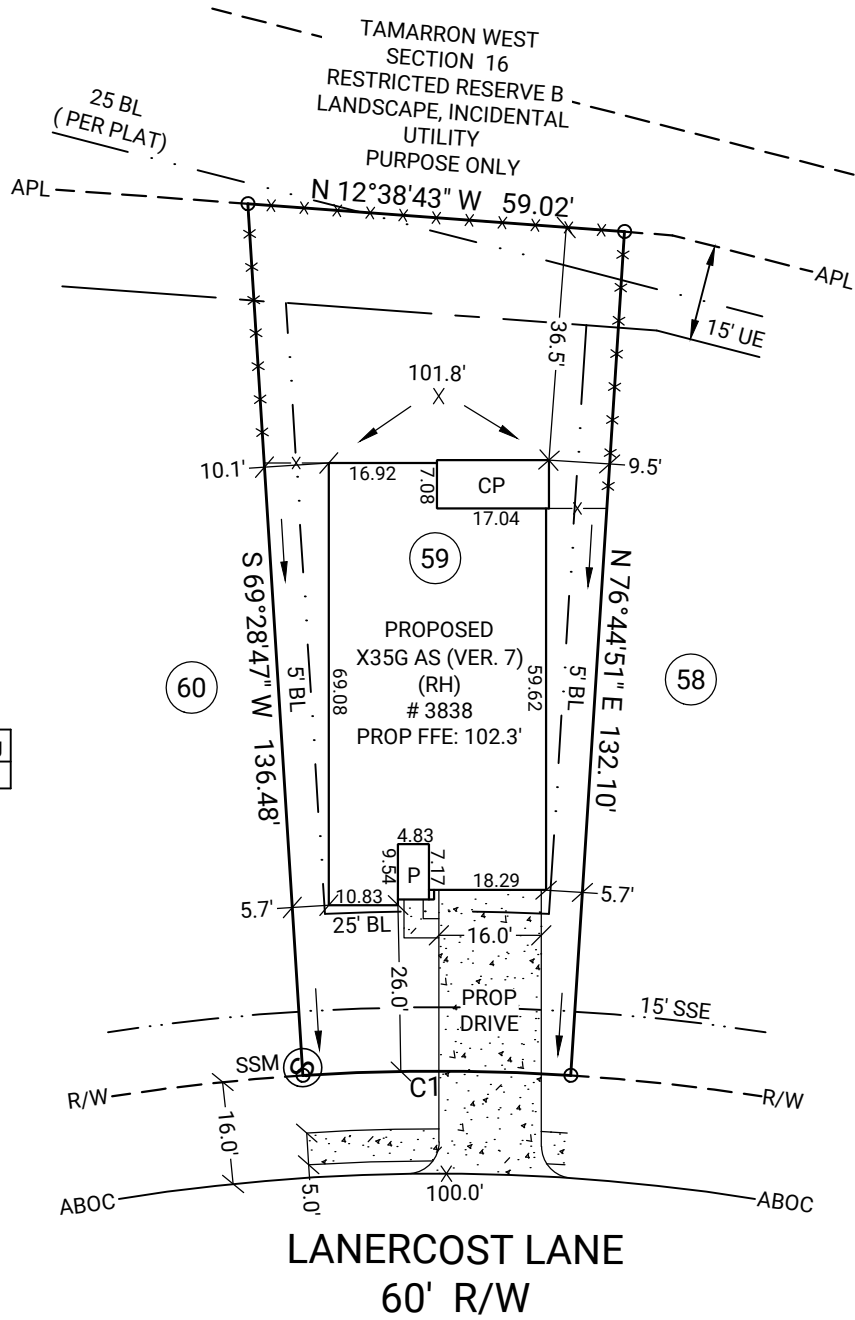 TAMARRON WEST
SECTION 16
RESTRICTED RESERVE B
LANDSCAPE, INCIDENTAL
UTILITY
PURPOSE ONLY
25 BL
( PER PLAT)
APL
N 12°38'43" W 59.02'
APL
15' UE
36.5'
101.8'
10.1'
16.92
7.08
CP
9.5'
17.04
59
S 69°28'47" W 136.48'
N 76°44'51" E 132.10'
60
5' BL
69.08
PROPOSED
X35G AS (VER. 7)
(RH)
# 3838
PROP FFE: 102.3'
59.62
5' BL
58
4.83
9.54
P
7.17
18.29
5.7'
10.83
5.7'
25' BL
16.0'
26.0'
PROP
DRIVE
15' SSE
SSM
S
R/W
C1
R/W
16.0'
5.0'
100.0'
ABOC
ABOC
LANERCOST LANE
60' R/W